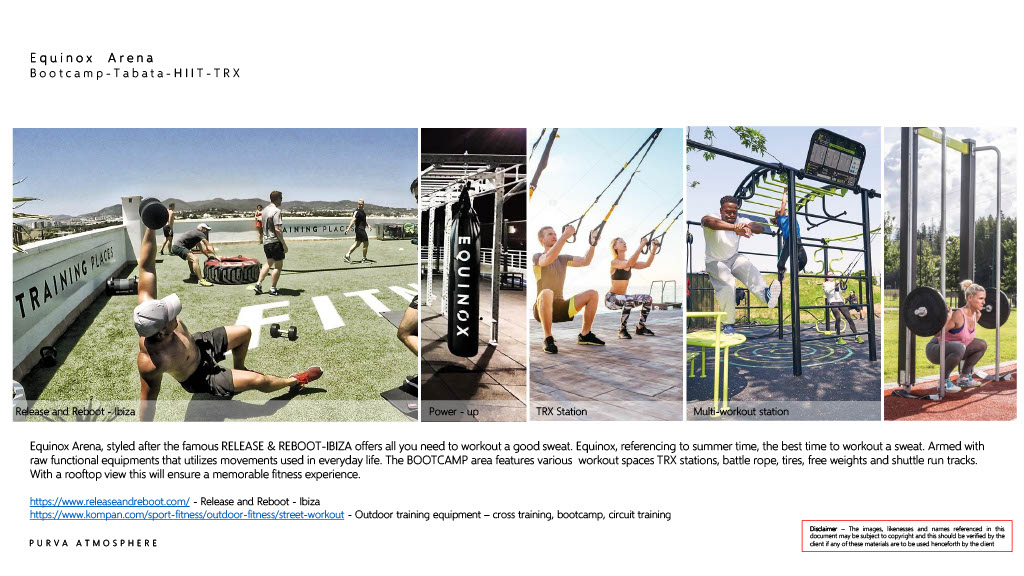 Equinox Arena
Bootcamp-Tabata-HIIT-TRX
TRAINING PLACES
AINING PLACES
FITN
EQUINOX
Release and Reboot - Ibiza
Power - up
TRX Station
Multi-workout station
Equinox Arena, styled after the famous RELEASE & REBOOT-IBIZA offers all you need to workout a good sweat. Equinox, referencing to summer time, the best time to workout a sweat. Armed with
raw functional equipments that utilizes movements used in everyday life. The BOOTCAMP area features various workout spaces TRX stations, battle rope, tires, free weights and shuttle run tracks.
With a rooftop view this will ensure a memorable fitness experience.
https://www.releaseandreboot.com/ - Release and Reboot - Ibiza
https://www.kompan.com/sport-fitness/outdoor-fitness/street-workout - Outdoor training equipment – cross training, bootcamp, circuit training
PURVA ATMOSPHERE
Disclaimer – The images, likenesses and names referenced in this
document may be subject to copyright and this should be verified by the
client if any of these materials are to be used henceforth by the client